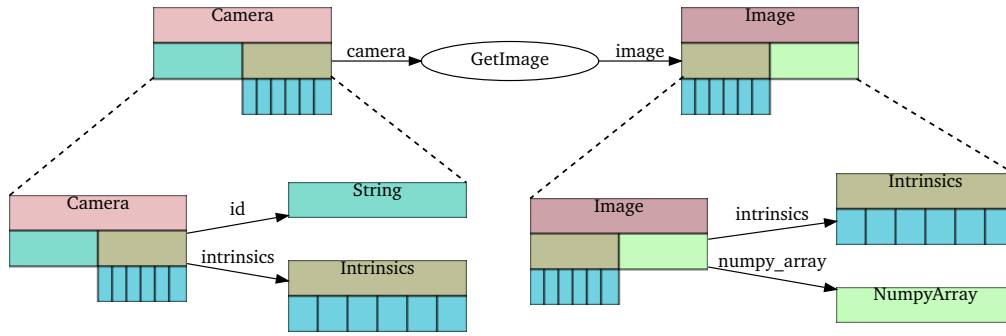 Camera
camera
GetImage
image
Image
Camera
id
String
intrinsics
Intrinsics
Image
intrinsics
Intrinsics
numpy_array
NumpyArray